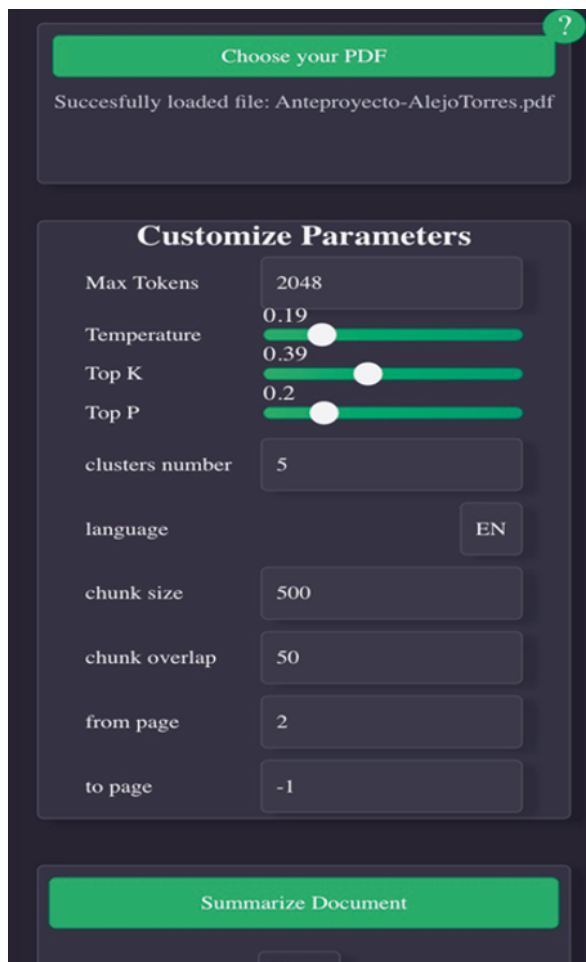 ?
Choose your PDF
Succesfully loaded file: Anteproyecto-AlejoTorres.pdf
Customize Parameters
Max Tokens 2048
0.19
Temperature
0.39
Top K
0.2
Top P
clusters number 5
language EN
chunk size 500
chunk overlap 50
from page 2
to page -1
Summarize Document